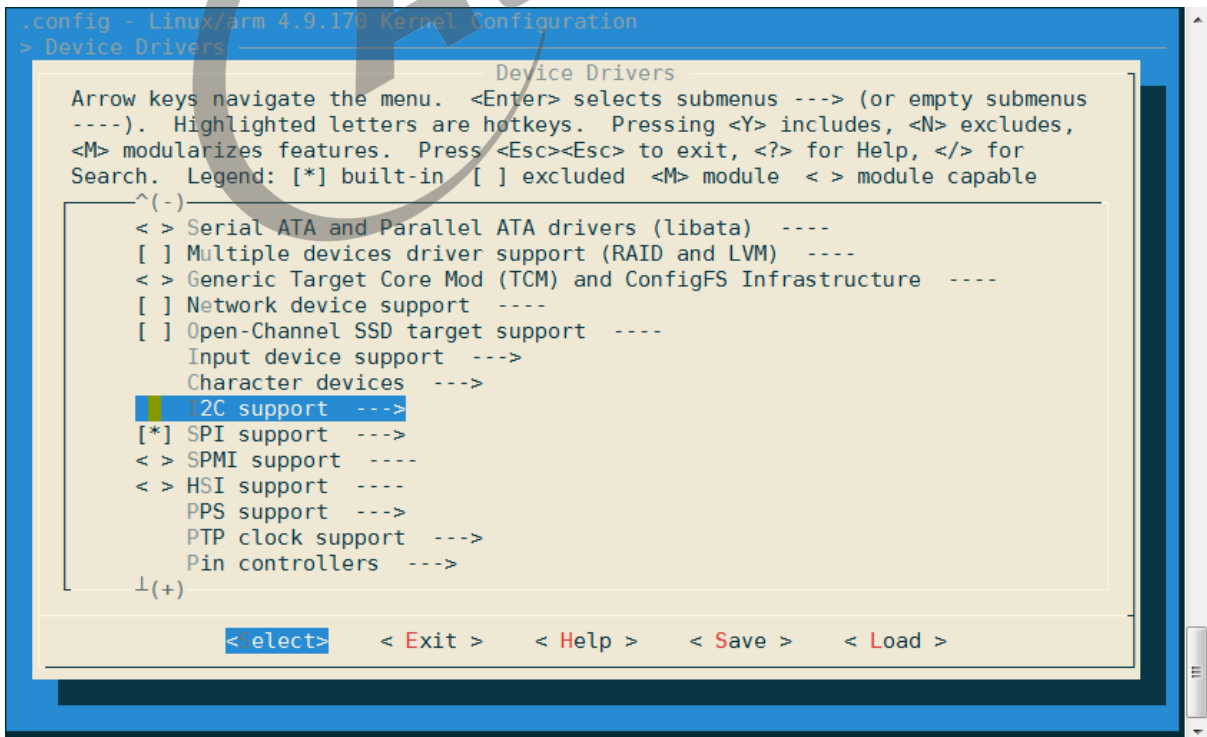 .config - Linux/arm 4.9.170 Kernel Configuration
> Device Drivers
Device Drivers
Arrow keys navigate the menu.  <Enter> selects submenus ---> (or empty submenus
----).  Highlighted letters are hotkeys.  Pressing <Y> includes, <N> excludes,
<M> modularizes features.  Press <Esc><Esc> to exit, <?> for Help, </> for
Search.  Legend: [*] built-in  [ ] excluded  <M> module  < > module capable
^(-)
< > Serial ATA and Parallel ATA drivers (libata)  ----
[ ] Multiple devices driver support (RAID and LVM)  ----
< > Generic Target Core Mod (TCM) and ConfigFS Infrastructure  ----
[ ] Network device support  ----
[ ] Open-Channel SSD target support  ----
Input device support  --->
Character devices  --->
I2C support  --->
[*] SPI support  --->
< > SPMI support  ----
< > HSI support  ----
PPS support  --->
PTP clock support  --->
Pin controllers  --->
┴(+)
<Select>    < Exit >    < Help >    < Save >    < Load >